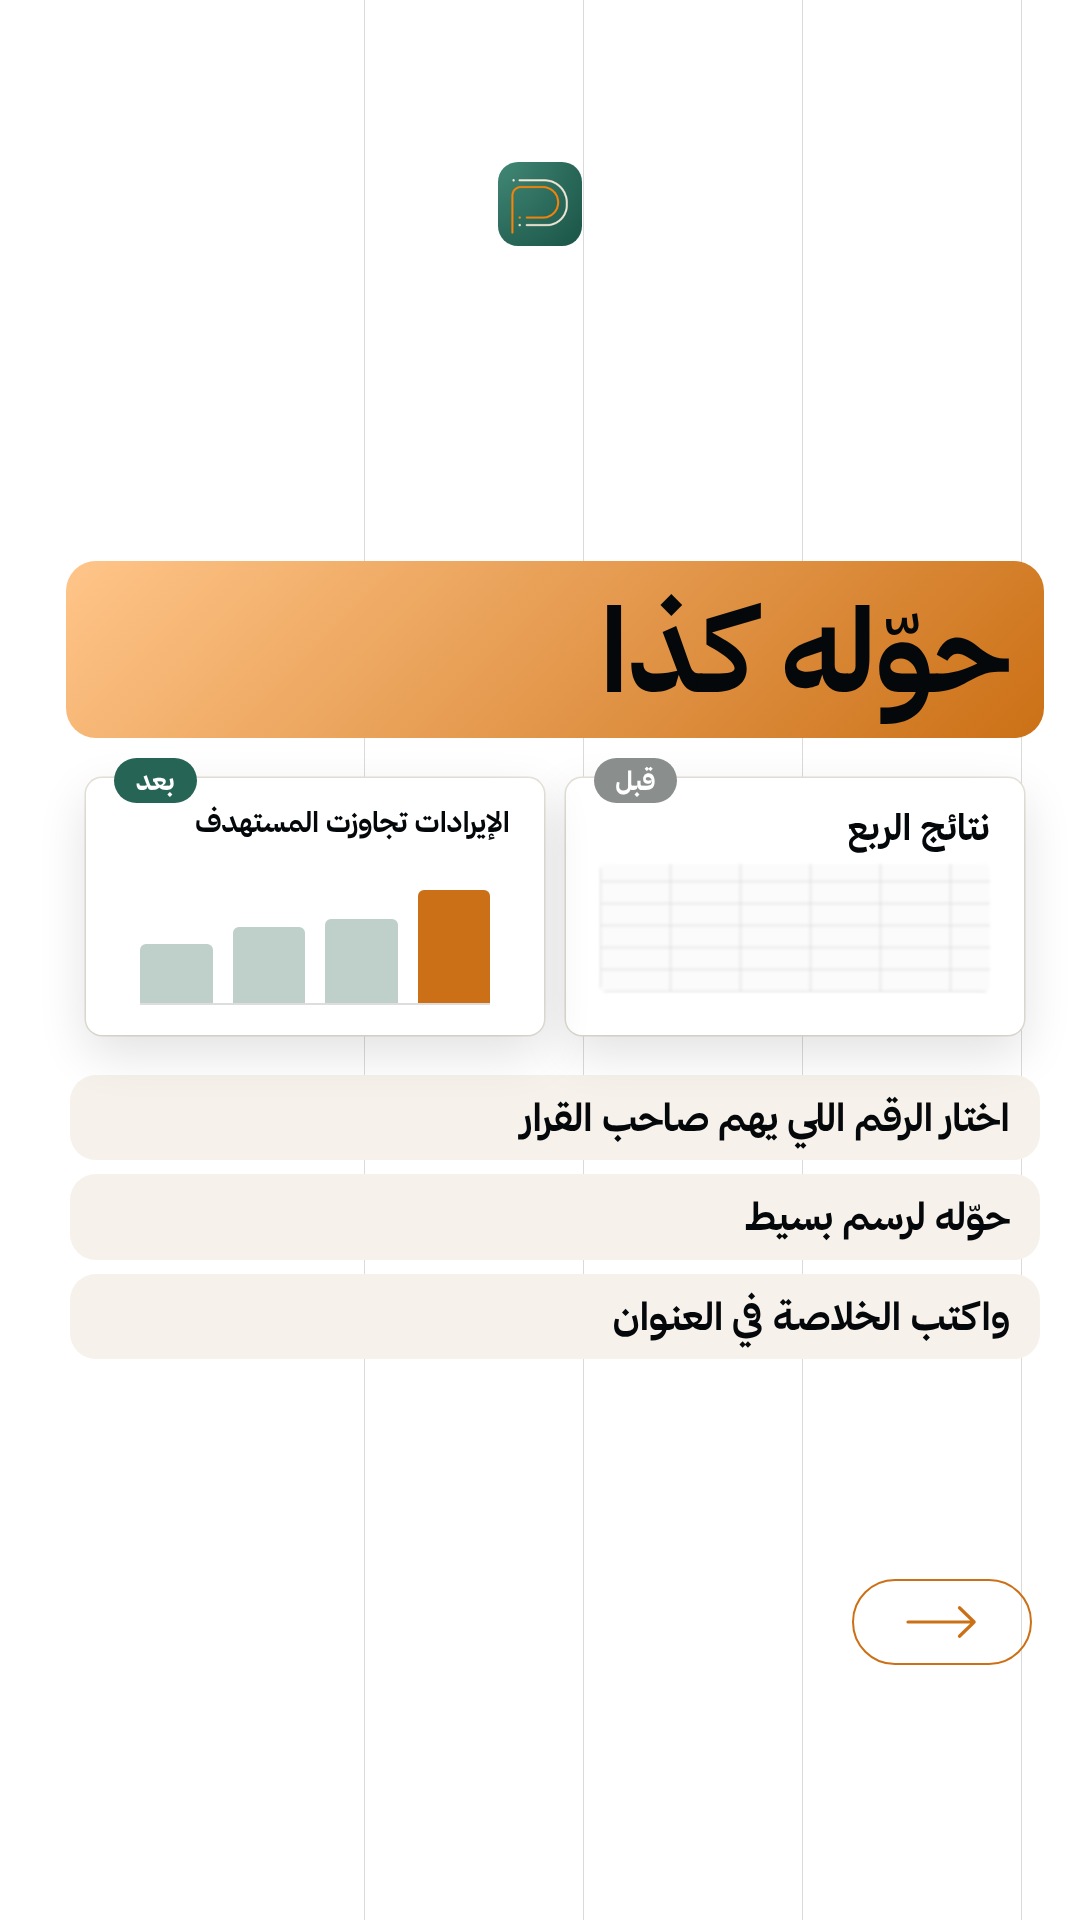 حوّله كذا
قبل
نتائج الربع
بعد
الإيرادات تجاوزت المستهدف
اختار الرقم اللي يهم صاحب القرار
حوّله لرسم بسيط
واكتب الخلاصة في العنوان